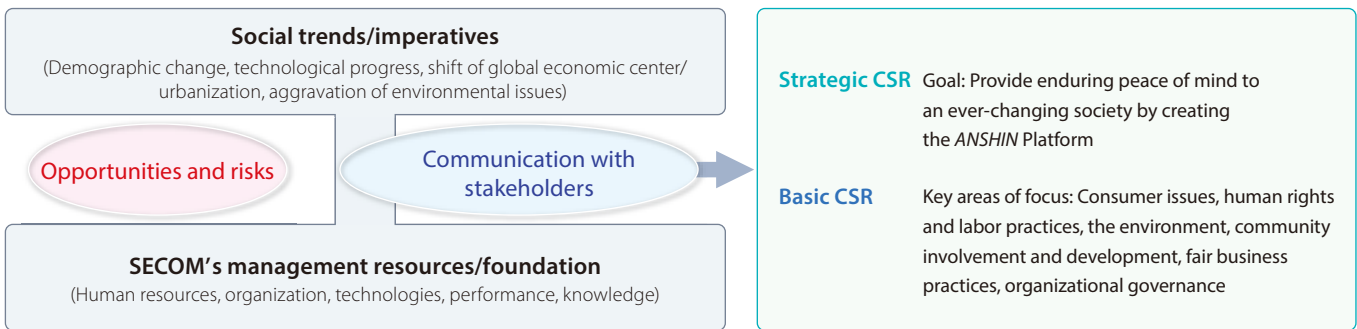 Social trends/imperatives
(Demographic change, technological progress, shift of global economic center/
urbanization, aggravation of environmental issues)
Opportunities and risks
Communication with
stakeholders
SECOM's management resources/foundation
(Human resources, organization, technologies, performance, knowledge)
Strategic CSR Goal: Provide enduring peace of mind to
an ever-changing society by creating
the ANSHIN Platform
Basic CSR Key areas of focus: Consumer issues, human rights
and labor practices, the environment, community
involvement and development, fair business
practices, organizational governance